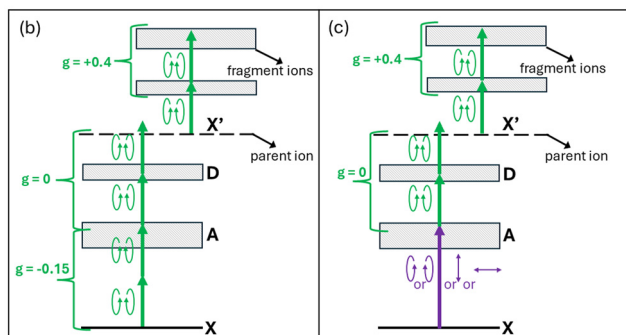 (b)
g = +0.4
fragment ions
X'
parent ion
g = 0
D
A
g = -0.15
X
(c)
g = +0.4
fragment ions
X'
parent ion
g = 0
D
A
or or or
X